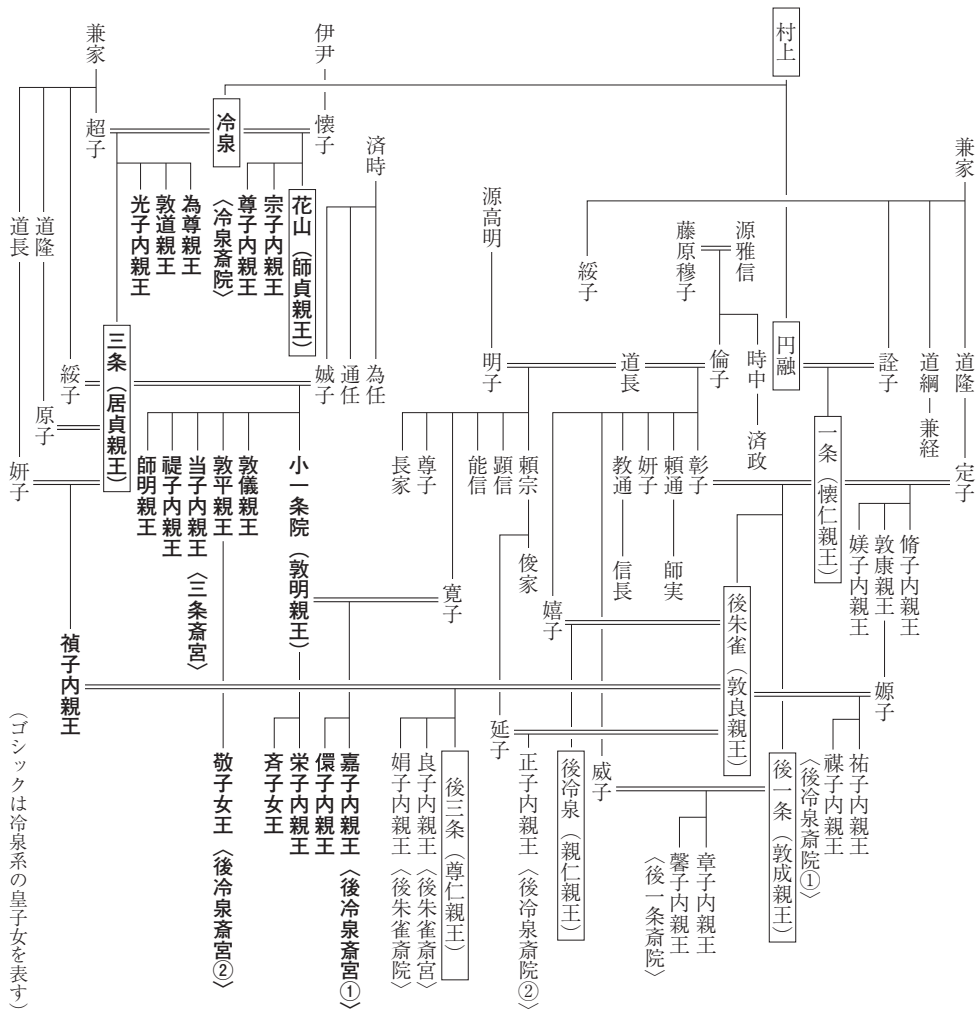 村上
兼家
道隆
道綱
兼経
詮子
綏子
定子
円融
一条（懐仁親王）
脩子内親王
敦康親王
媄子内親王
嫄子
祐子内親王
禖子内親王
〈後冷泉斎院①〉
源雅信
藤原穆子
時中
済政
倫子
道長
源高明
明子
彰子
頼通
師実
妍子
教通
信長
威子
嬉子
後一条（敦成親王）
章子内親王
馨子内親王
〈後一条斎院〉
後朱雀（敦良親王）
後冷泉（親仁親王）
頼宗
俊家
延子
正子内親王〈後冷泉斎院②〉
顕信
能信
寛子
尊子
長家
後三条（尊仁親王）
良子内親王〈後朱雀斎宮〉
娟子内親王〈後朱雀斎院〉
伊尹
懐子
冷泉
兼家
超子
道隆
道長
済時
為任
通任
娍子
花山（師貞親王）
宗子内親王
尊子内親王
〈冷泉斎院〉
為尊親王
敦道親王
光子内親王
三条（居貞親王）
綏子
原子
妍子
小一条院（敦明親王）
敦儀親王
敦平親王
当子内親王〈三条斎宮〉
禔子内親王
師明親王
禎子内親王
嘉子内親王〈後冷泉斎宮①〉
儇子内親王
栄子内親王
斉子女王
敬子女王〈後冷泉斎宮②〉
（ゴシックは冷泉系の皇子女を表す）